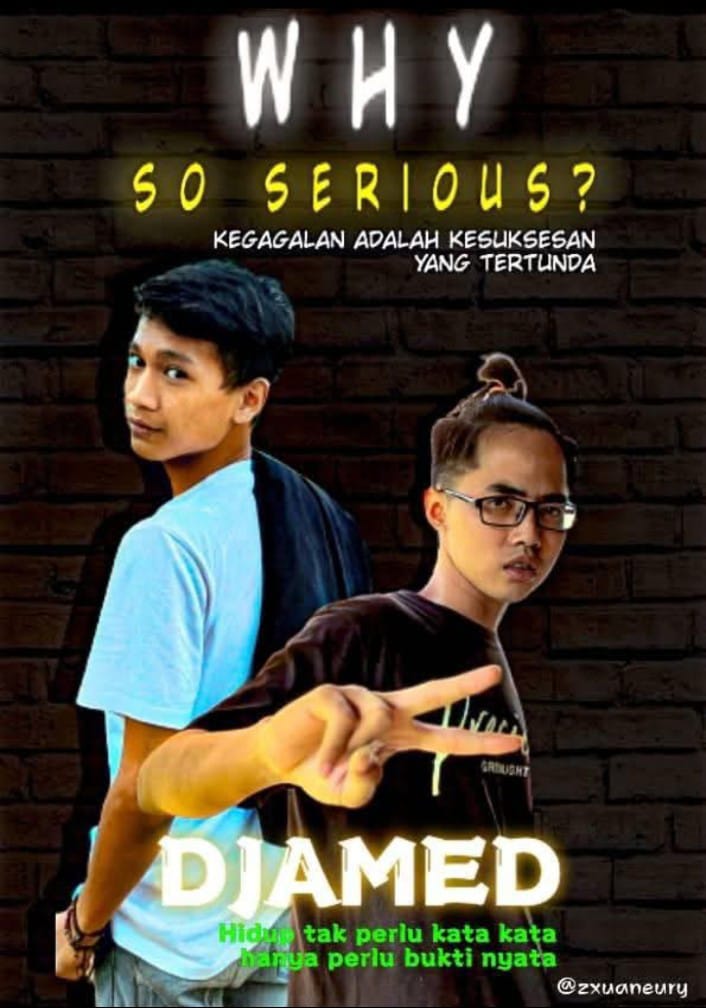 WHY
SO SERIOUS?
KEGAGALAN ADALAH KESUKSESAN
YANG TERTUNDA
DJAMED
Hidup tak perlu kata kata
hanya perlu bukti nyata
@zxuaneury